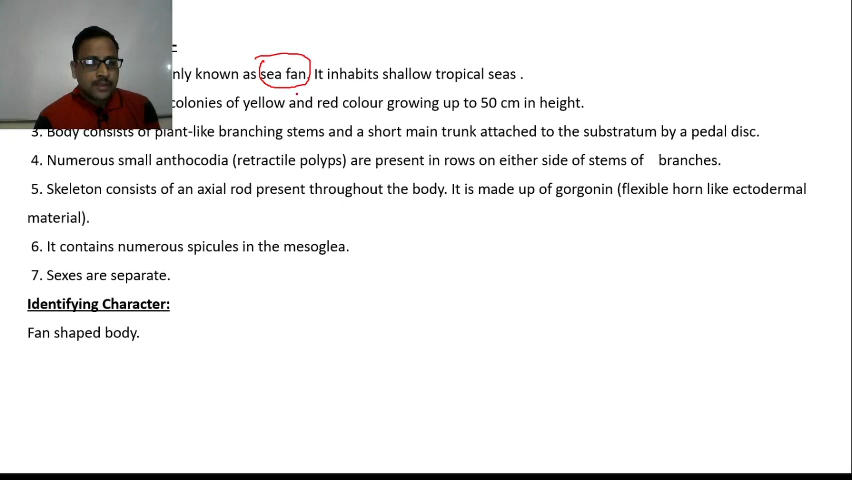 :
nly known as sea fan. It inhabits shallow tropical seas .
colonies of yellow and red colour growing up to 50 cm in height.
3. Body consists of plant-like branching stems and a short main trunk attached to the substratum by a pedal disc.
4. Numerous small anthocodia (retractile polyps) are present in rows on either side of stems of branches.
5. Skeleton consists of an axial rod present throughout the body. It is made up of gorgonin (flexible horn like ectodermal
material).
6. It contains numerous spicules in the mesoglea.
7. Sexes are separate.
Identifying Character:
Fan shaped body.